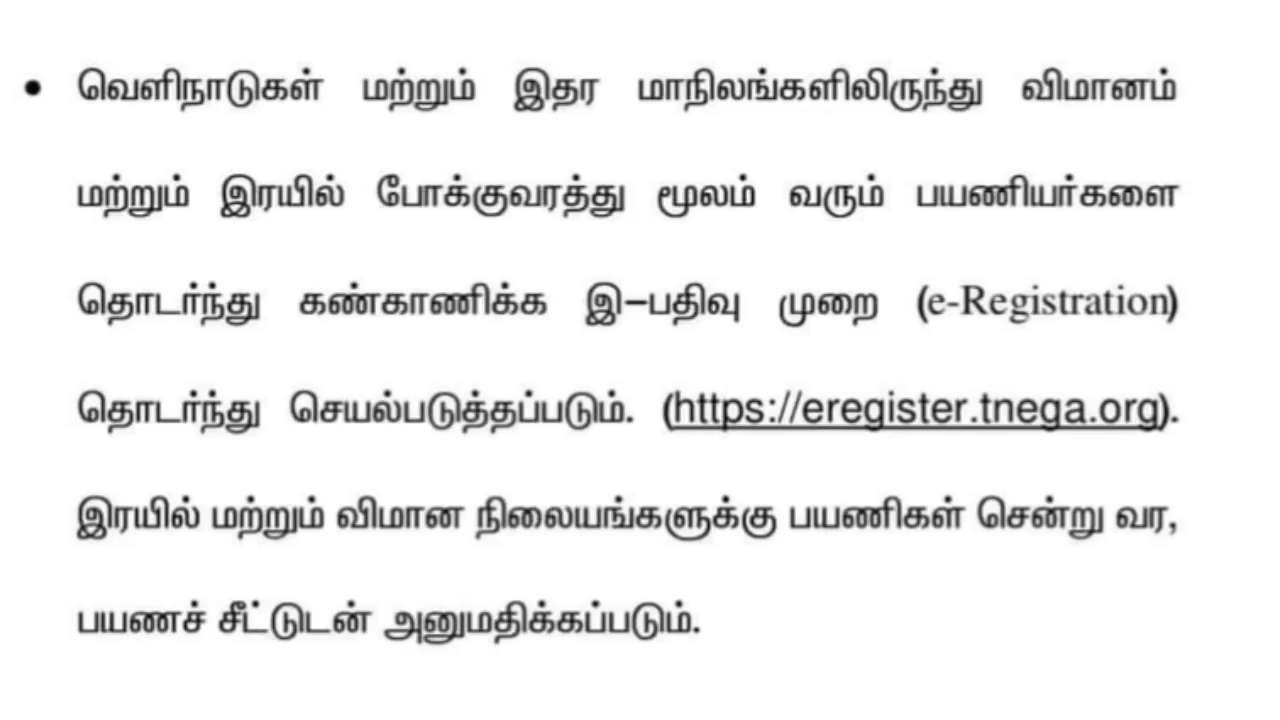 • வெளிநாடுகள் மற்றும் இதர மாநிலங்களிலிருந்து விமானம்
மற்றும் இரயில் போக்குவரத்து மூலம் வரும் பயணியர்களை
தொடர்ந்து கண்காணிக்க இ–பதிவு முறை (e-Registration)
தொடர்ந்து செயல்படுத்தப்படும். (https://eregister.tnega.org).
இரயில் மற்றும் விமான நிலையங்களுக்கு பயணிகள் சென்று வர,
பயணச் சீட்டுடன் அனுமதிக்கப்படும்.